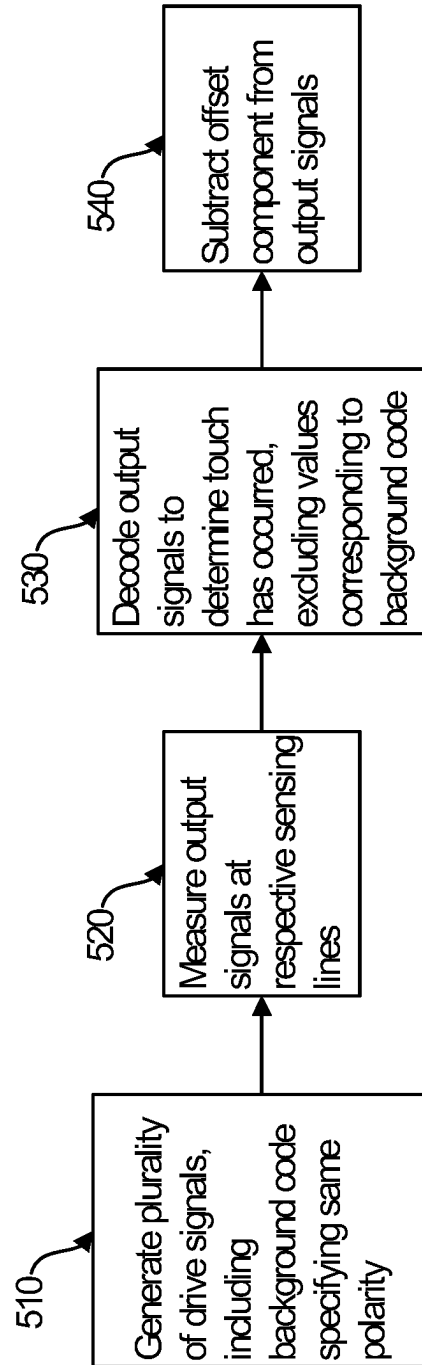 510
Generate plurality
of drive signals,
including
background code
specifying same
polarity
520
Measure output
signals at
respective sensing
lines
530
Decode output
signals to
determine touch
has occurred,
excluding values
corresponding to
background code
540
Subtract offset
component from
output signals